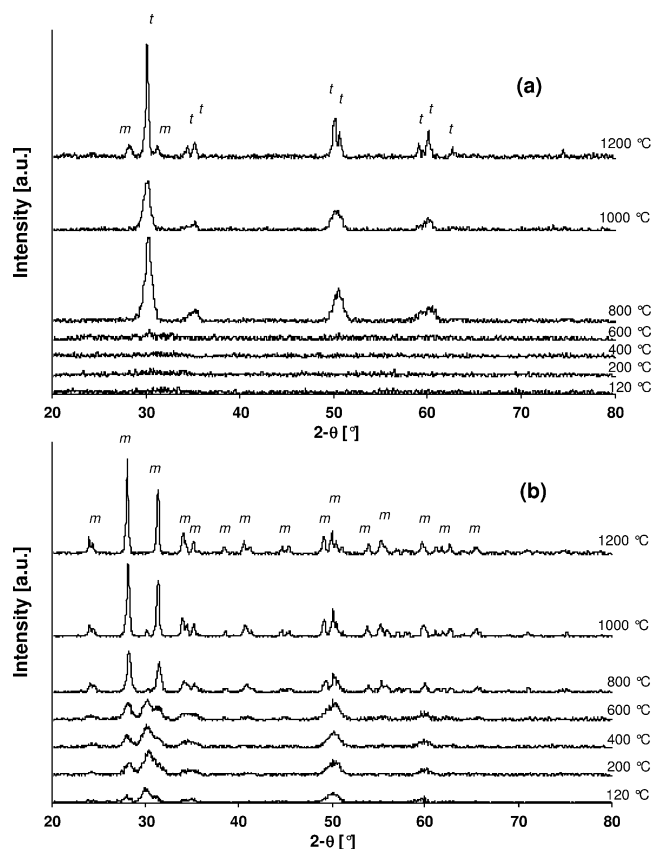 t
(a)
t t
m m t t t t t
1200 °C
1000 °C
800 °C
600 °C
400 °C
200 °C
120 °C
Intensity [a.u.]
20 30 40 50 60 70 80
2-θ [°]
m
m
(b)
m m m m m m m m m m m m m m
1200 °C
1000 °C
800 °C
600 °C
400 °C
200 °C
120 °C
Intensity [a.u.]
20 30 40 50 60 70 80
2-θ [°]